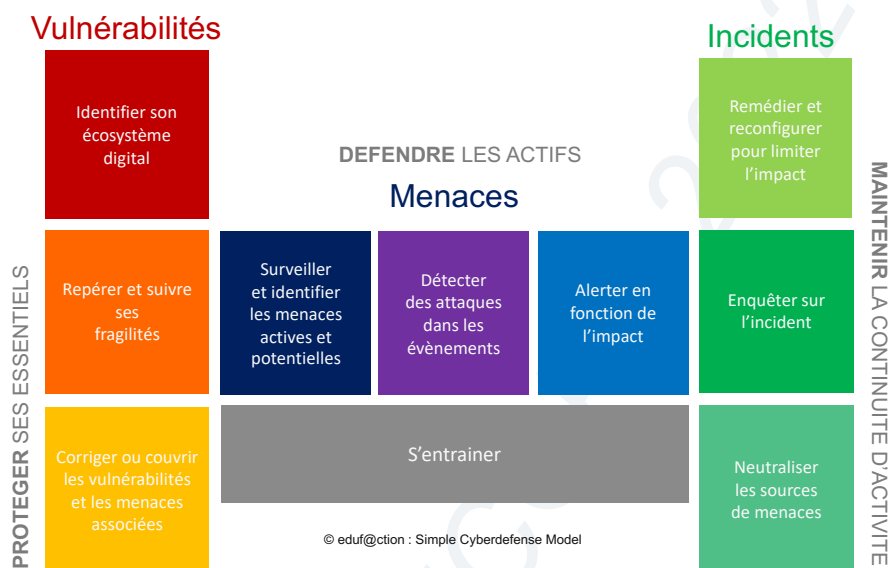 Vulnérabilités
Incidents
Identifier son
écosystème
digital
Remédier et
reconfigurer
pour limiter
l'impact
DEFENDRE LES ACTIFS
Menaces
PROTEGER SES ESSENTIELS
MAINTENIR LA CONTINUITE D'ACTIVITE
Repérer et suivre
ses
fragilités
Surveiller
et identifier
les menaces
actives et
potentielles
Détecter
des attaques
dans les
évènements
Alerter en
fonction de
l'impact
Enquêter sur
l'incident
Corriger ou couvrir
les vulnérabilités
et les menaces
associées
S'entrainer
Neutraliser
les sources
de menaces
© eduf@ction : Simple Cyberdefense Model